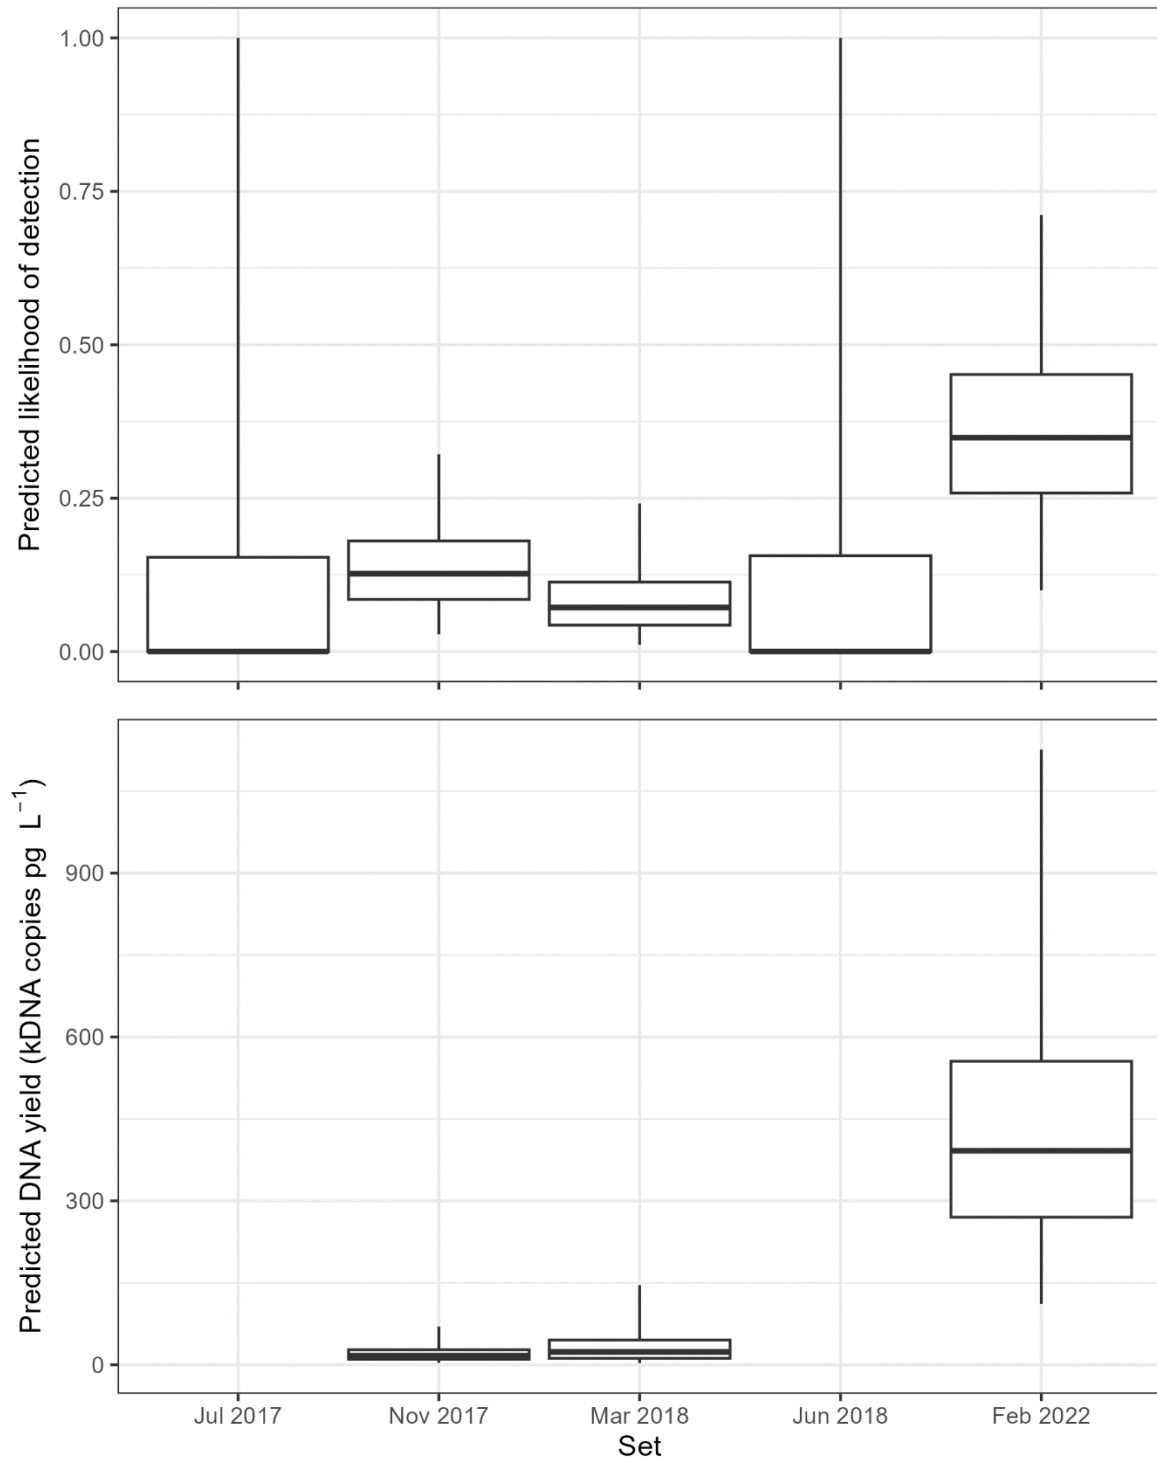 Predicted likelihood of detection
1.00
0.75
0.50
0.25
0.00
Predicted DNA yield (kDNA copies pg L⁻¹)
900
600
300
0
Jul 2017 Nov 2017 Mar 2018 Jun 2018 Feb 2022
Set